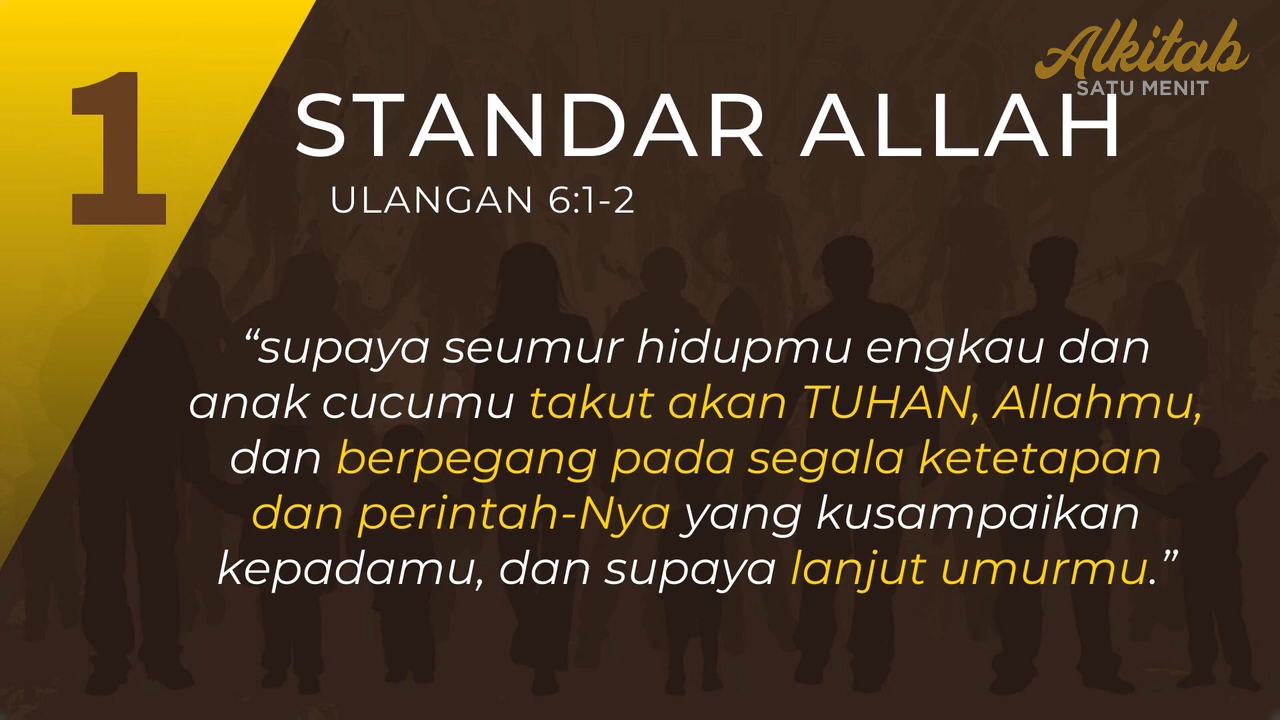 Alkitab
SATU MENIT
1
STANDAR ALLAH
ULANGAN 6:1-2
“supaya seumur hidupmu engkau dan
anak cucumu takut akan TUHAN, Allahmu,
dan berpegang pada segala ketetapan
dan perintah-Nya yang kusampaikan
kepadamu, dan supaya lanjut umurmu.”